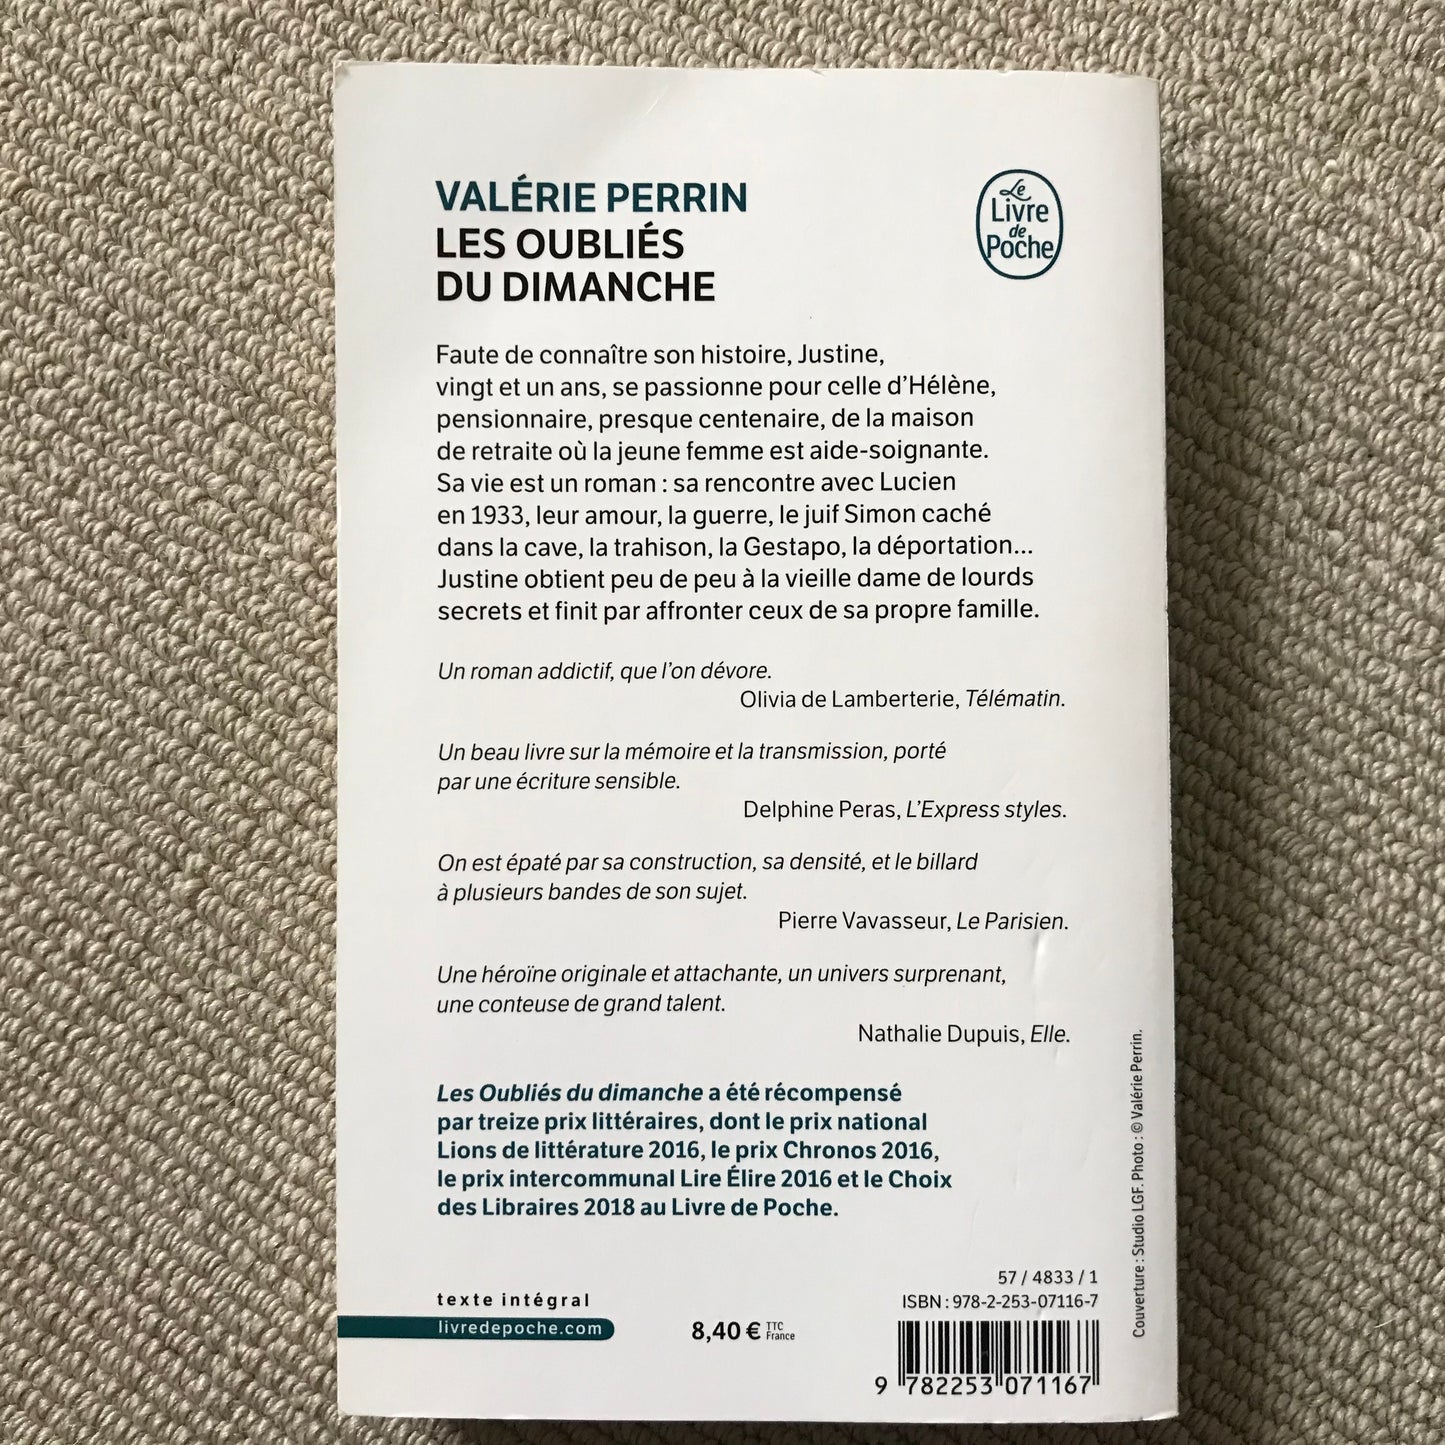 VALÉRIE PERRIN
LES OUBLIÉS
DU DIMANCHE
Le
Livre
de
Poche
Faute de connaître son histoire, Justine,
vingt et un ans, se passionne pour celle d’Hélène,
pensionnaire, presque centenaire, de la maison
de retraite où la jeune femme est aide-soignante.
Sa vie est un roman : sa rencontre avec Lucien
en 1933, leur amour, la guerre, le juif Simon caché
dans la cave, la trahison, la Gestapo, la déportation...
Justine obtient peu de peu à la vieille dame de lourds
secrets et finit par affronter ceux de sa propre famille.
Un roman addictif, que l’on dévore.
Olivia de Lamberterie, Télématin.
Un beau livre sur la mémoire et la transmission, porté
par une écriture sensible.
Delphine Peras, L’Express styles.
On est épaté par sa construction, sa densité, et le billard
à plusieurs bandes de son sujet.
Pierre Vavasseur, Le Parisien.
Une héroïne originale et attachante, un univers surprenant,
une conteuse de grand talent.
Nathalie Dupuis, Elle.
Les Oubliés du dimanche a été récompensé
par treize prix littéraires, dont le prix national
Lions de littérature 2016, le prix Chronos 2016,
le prix intercommunal Lire Élire 2016 et le Choix
des Libraires 2018 au Livre de Poche.
Couverture : Studio LGF. Photo : © Valérie Perrin.
texte intégral
livredepoche.com
8,40 € TTC
France
57 / 4833 / 1
ISBN : 978-2-253-07116-7
9 782253 071167